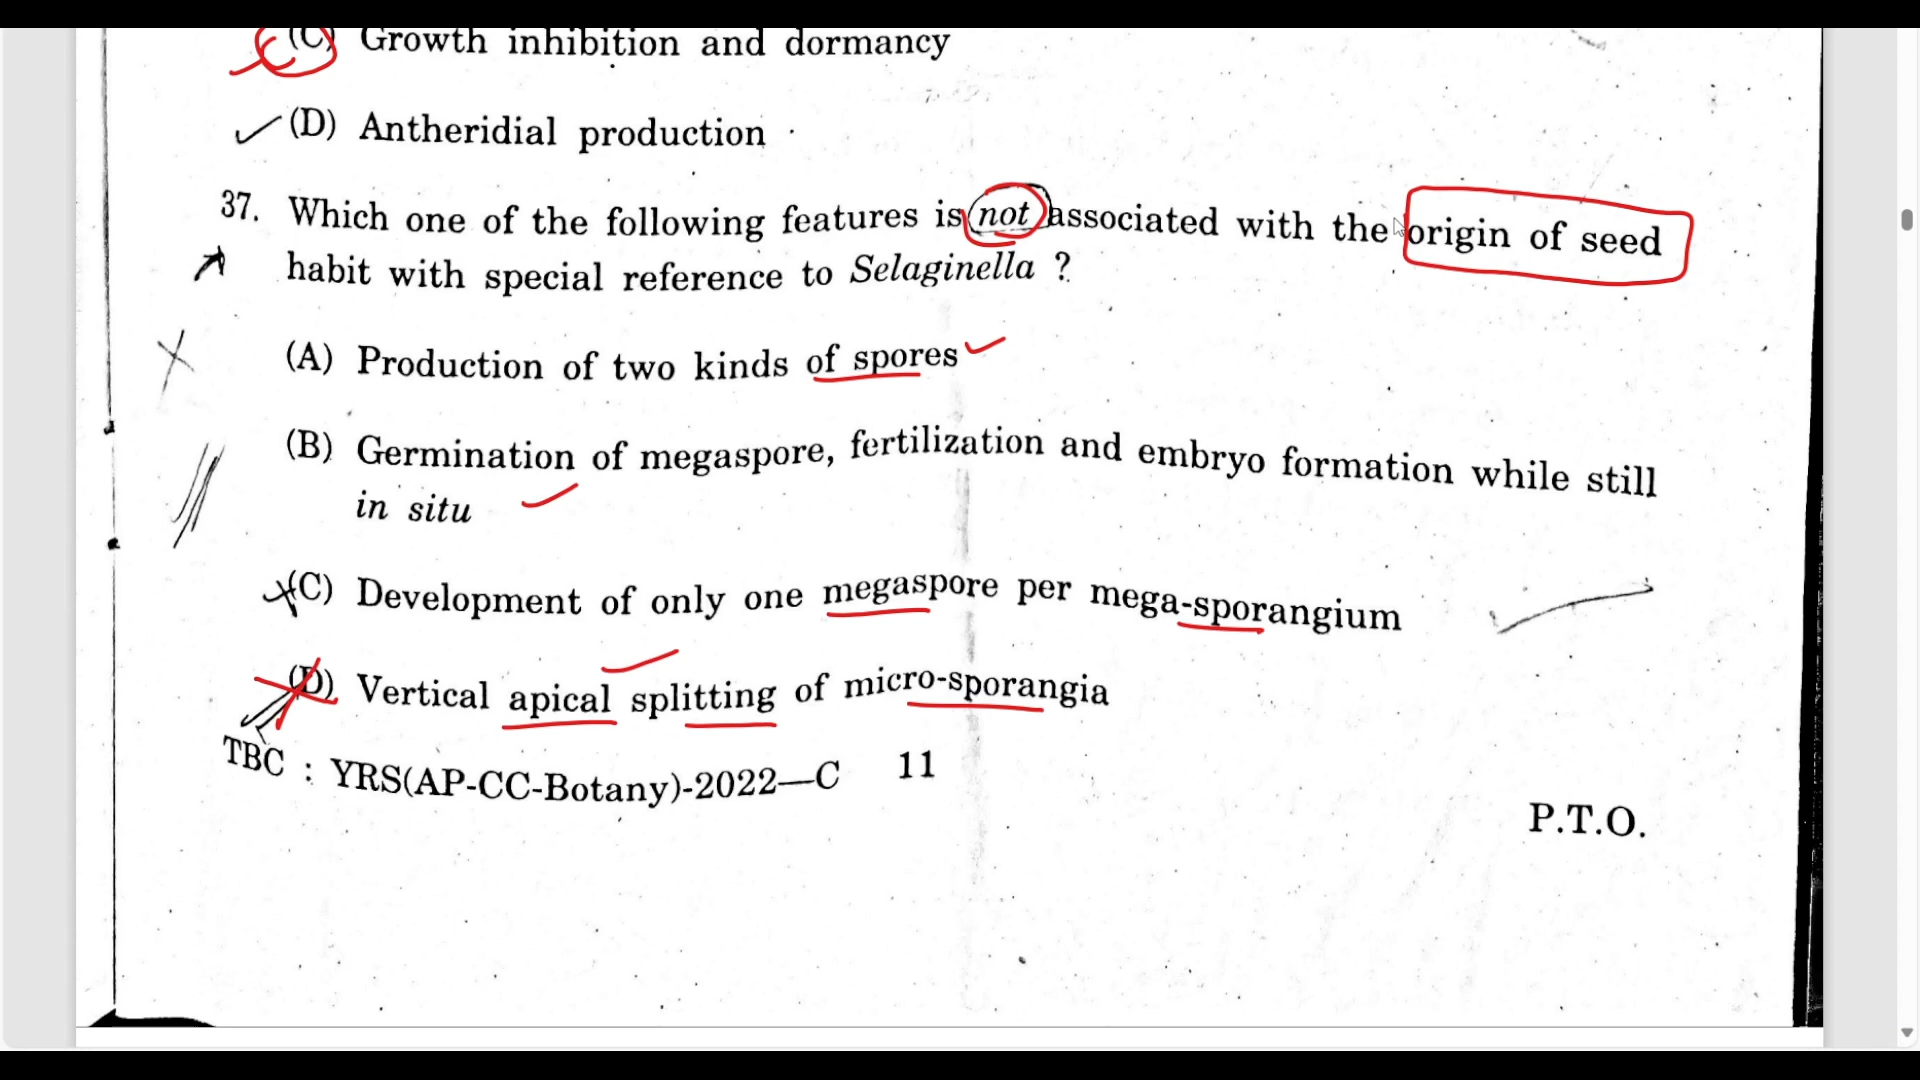 (C) Growth inhibition and dormancy
(D) Antheridial production
37. Which one of the following features is not associated with the origin of seed
habit with special reference to Selaginella ?
(A) Production of two kinds of spores
(B) Germination of megaspore, fertilization and embryo formation while still
in situ
(C) Development of only one megaspore per mega-sporangium
(D) Vertical apical splitting of micro-sporangia
TBC : YRS(AP-CC-Botany)-2022—C 11
P.T.O.